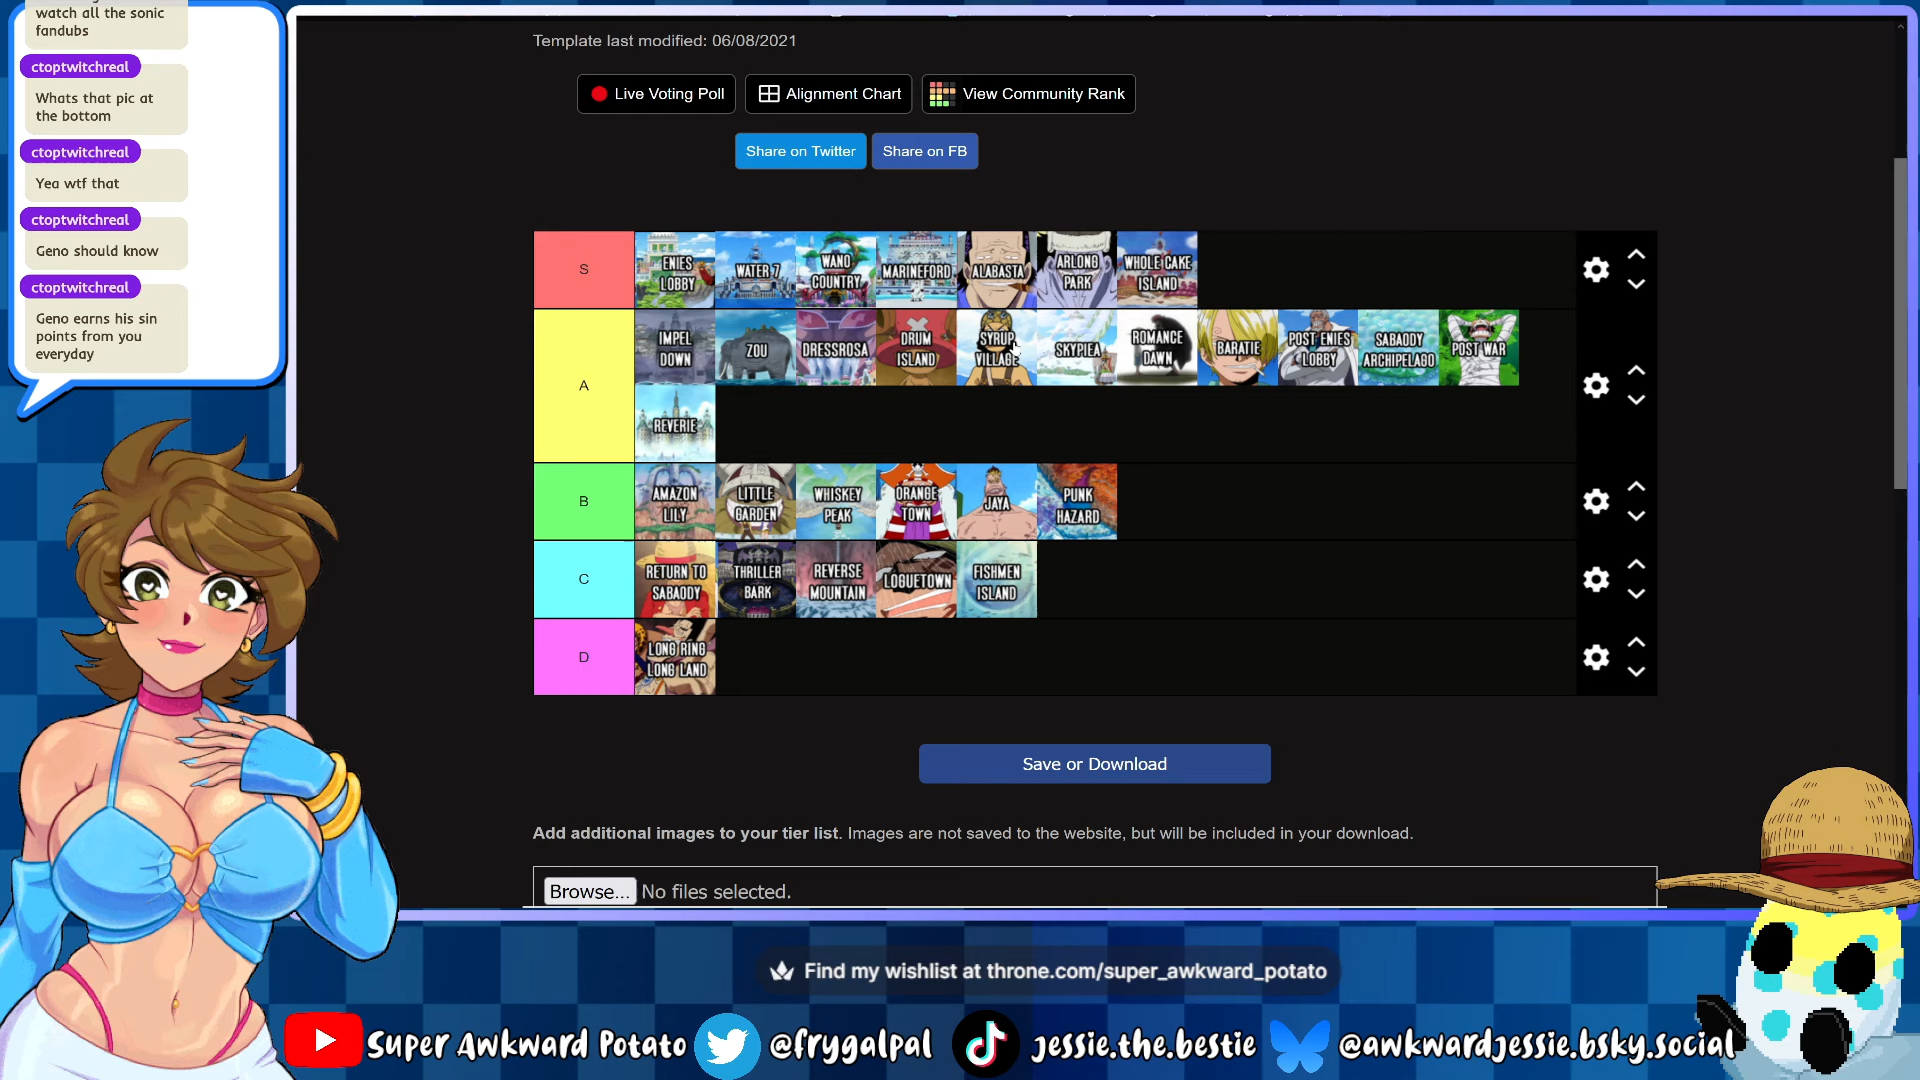 watch all the sonic
fandubs
ctoptwitchreal
Whats that pic at
the bottom
ctoptwitchreal
Yea wtf that
ctoptwitchreal
Geno should know
ctoptwitchreal
Geno earns his sin
points from you
everyday
Template last modified: 06/08/2021
Live Voting Poll
Alignment Chart
View Community Rank
Share on Twitter
Share on FB
S
ENIES
LOBBY
WATER 7
WANO
COUNTRY
MARINEFORD
ALABASTA
ARLONG
PARK
WHOLE CAKE
ISLAND
A
IMPEL
DOWN
ZOU
DRESSROSA
DRUM
ISLAND
SYRUP
VILLAGE
SKYPIEA
ROMANCE
DAWN
BARATIE
POST ENIES
LOBBY
SABAODY
ARCHIPELAGO
POST WAR
REVERIE
B
AMAZON
LILY
LITTLE
GARDEN
WHISKEY
PEAK
ORANGE
TOWN
JAYA
PUNK
HAZARD
C
RETURN TO
SABAODY
THRILLER
BARK
REVERSE
MOUNTAIN
LOGUETOWN
FISHMEN
ISLAND
D
LONG RING
LONG LAND
Save or Download
Add additional images to your tier list. Images are not saved to the website, but will be included in your download.
Browse... No files selected.
Find my wishlist at throne.com/super_awkward_potato
Super Awkward Potato
@frygalpal
jessie.the.bestie
@awkwardjessie.bsky.social